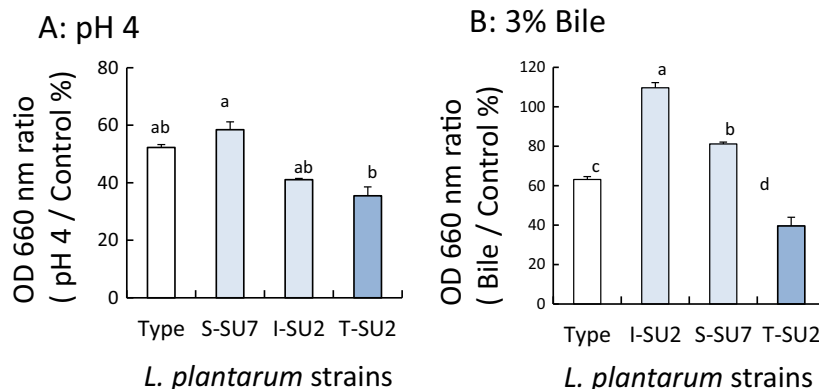 A: pH 4
OD 660 nm ratio
( pH 4 / Control %)
80
60
40
20
0
ab
a
ab
b
Type S-SU7 I-SU2 T-SU2
L. plantarum strains
B: 3% Bile
OD 660 nm ratio
( Bile / Control %)
120
100
80
60
40
20
0
c
a
b
d
Type I-SU2 S-SU7 T-SU2
L. plantarum strains